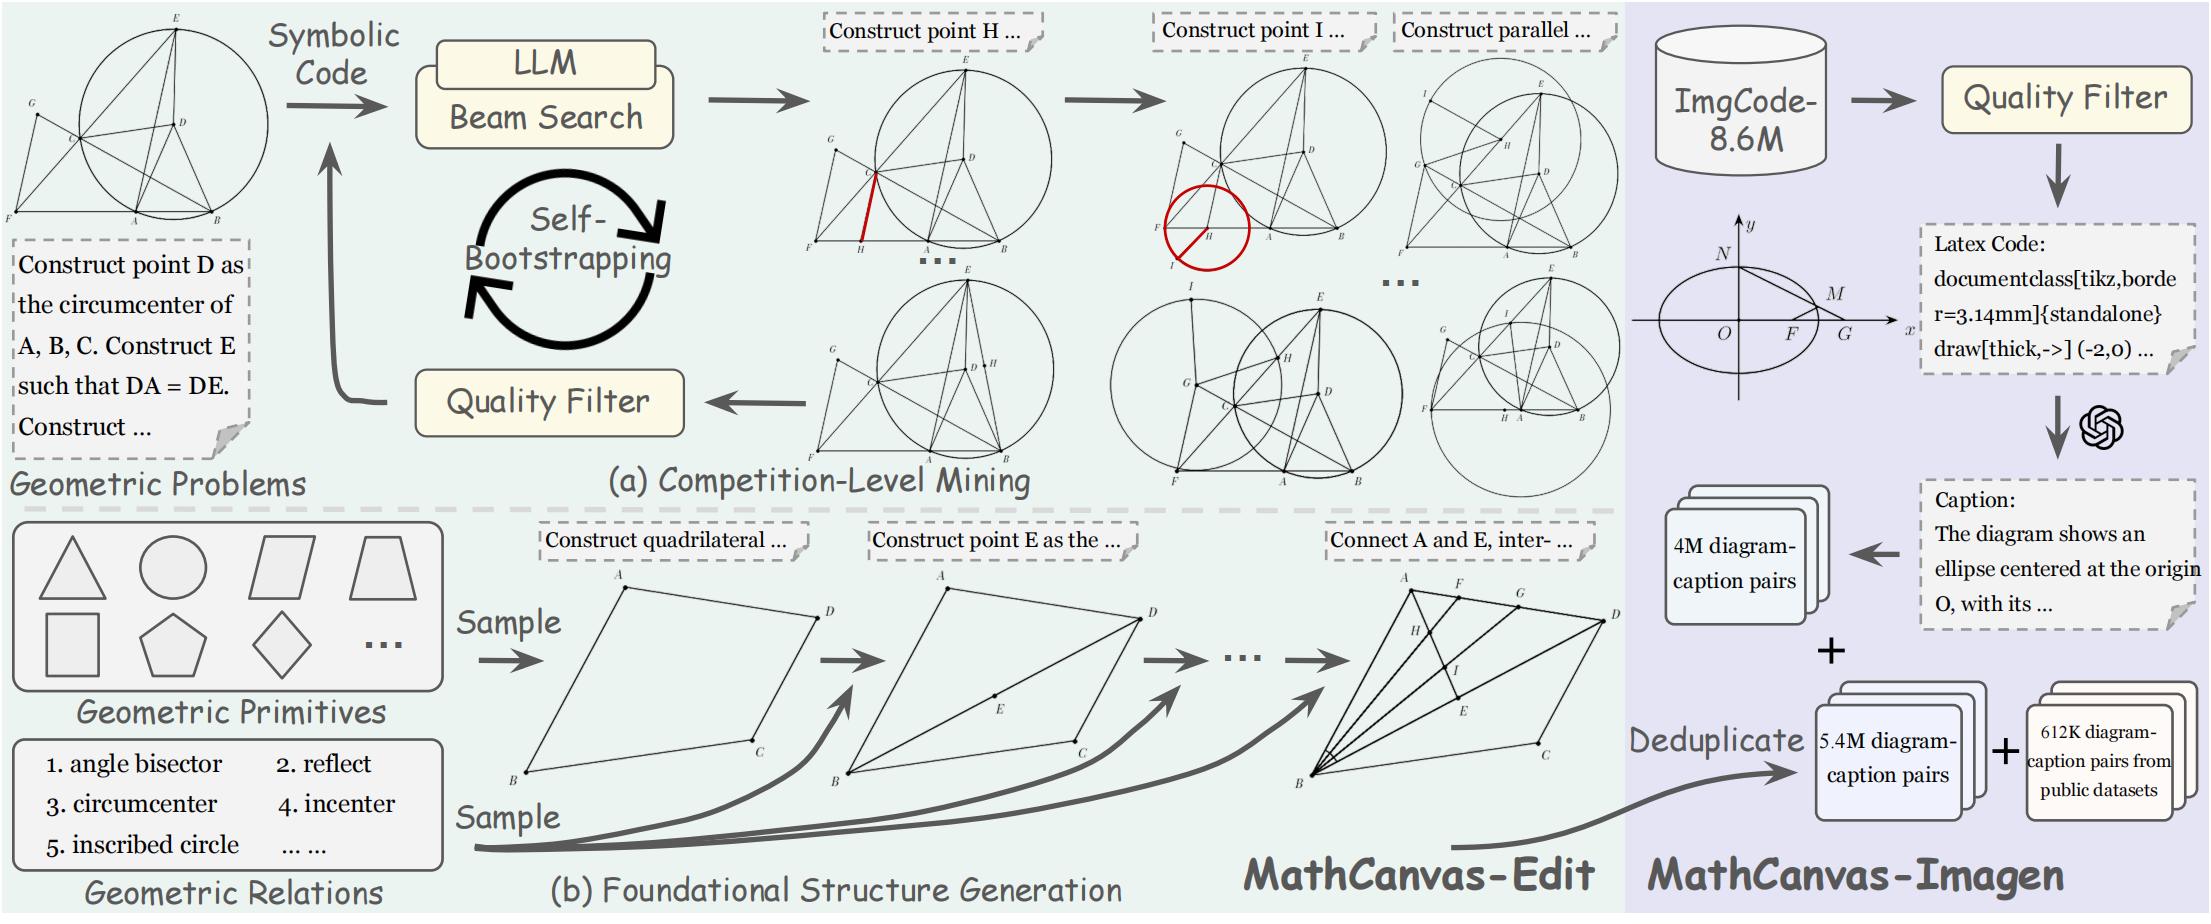 E
G
D
C
F
A
B
Construct point D as
the circumcenter of
A, B, C. Construct E
such that DA = DE.
Construct ...
Geometric Problems
Symbolic
Code
LLM
Beam Search
Self-
Bootstrapping
Quality Filter
Construct point H ...
E
G
D
C
F
H
A
B
...
E
G
D
H
C
F
A
B
Construct point I ...
E
G
D
C
F
H
A
B
I
I
E
H
G
D
C
F
A
B
...
Construct parallel ...
I
E
H
G
D
C
F
A
B
E
I
G
D
C
F
H
A
B
(a) Competition-Level Mining
...
Geometric Primitives
1. angle bisector
2. reflect
3. circumcenter
4. incenter
5. inscribed circle
... ...
Geometric Relations
Sample
Sample
Construct quadrilateral ...
A
D
C
B
Construct point E as the ...
A
D
E
C
B
...
Connect A and E, inter- ...
A
F
G
D
H
I
E
C
B
(b) Foundational Structure Generation
MathCanvas-Edit
ImgCode-
8.6M
Quality Filter
y
N
M
O
F
G
x
Latex Code:
documentclass[tikz,borde
r=3.14mm]{standalone}
draw[thick,->] (-2,0) ...
Caption:
The diagram shows an
ellipse centered at the origin
O, with its ...
4M diagram-
caption pairs
+
Deduplicate
5.4M diagram-
caption pairs
+
612K diagram-
caption pairs from
public datasets
MathCanvas-Imagen